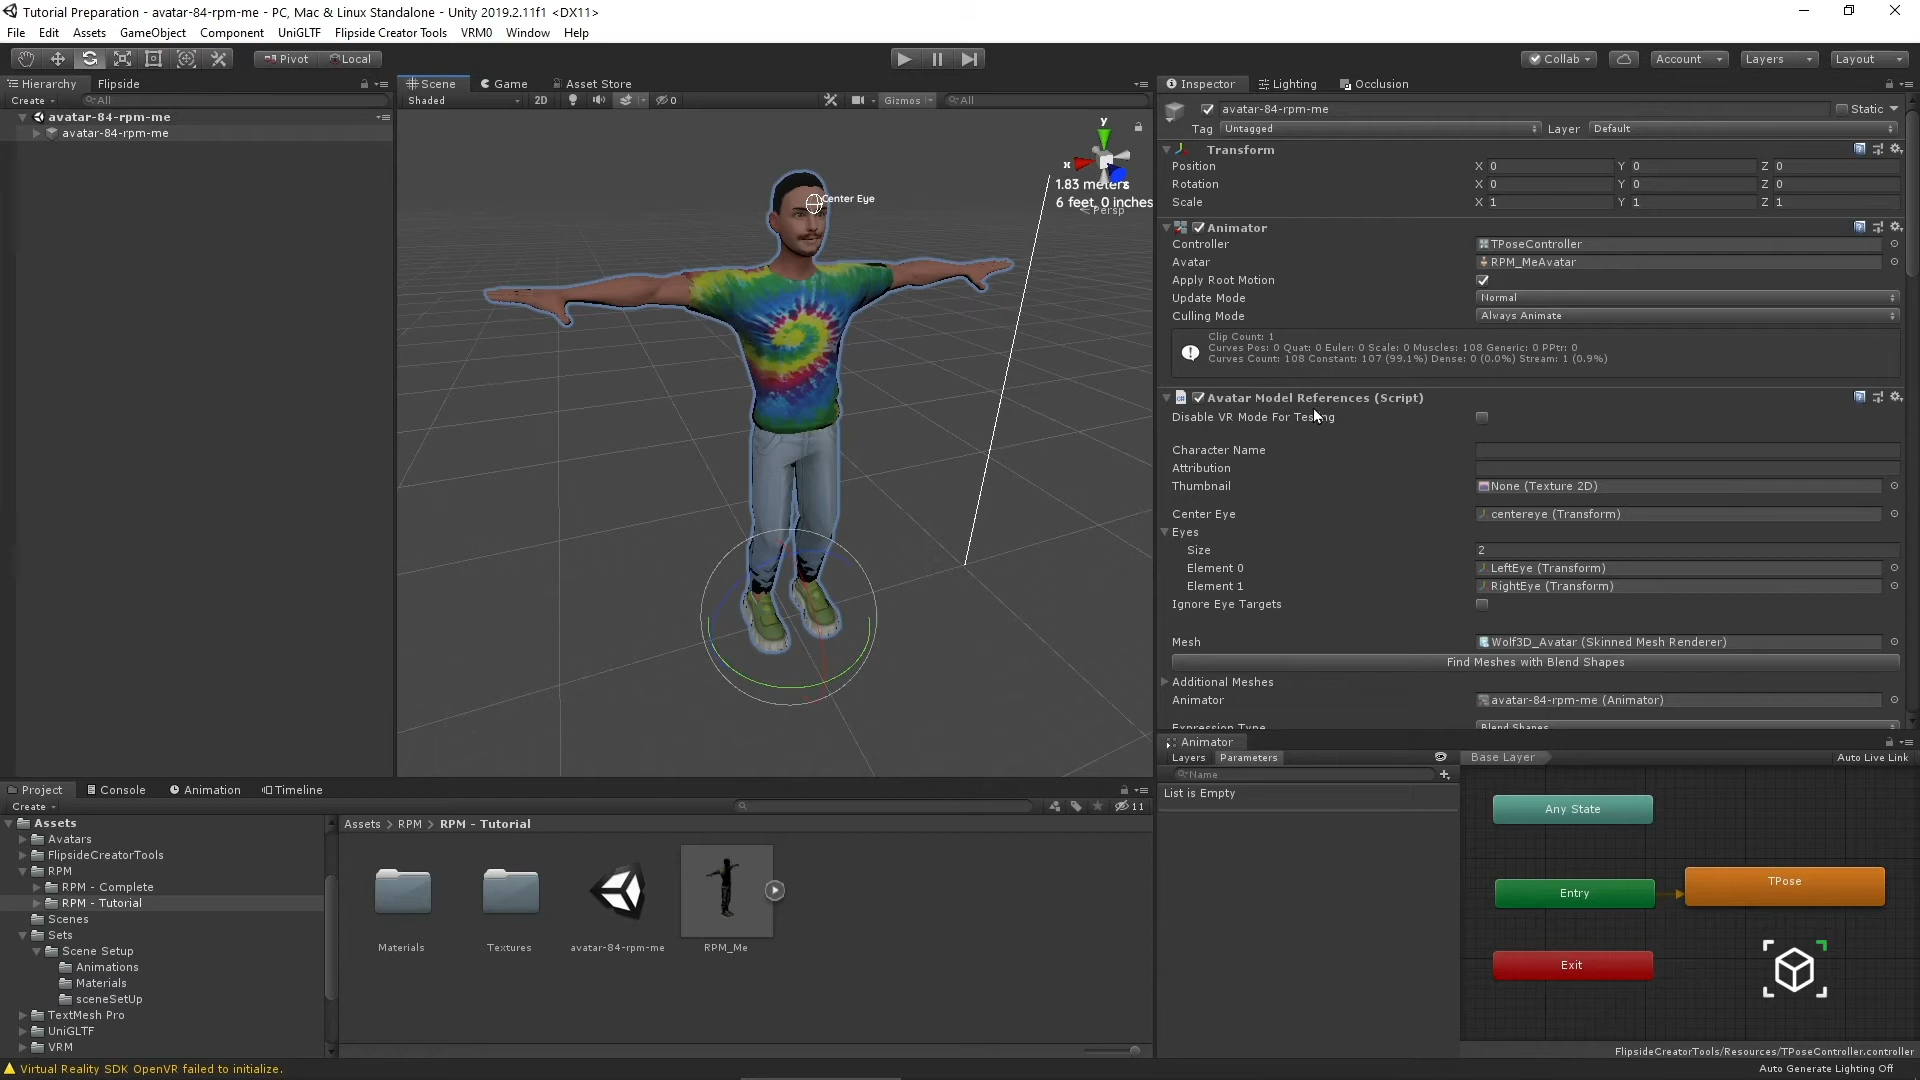 Tutorial Preparation - avatar-84-rpm-me - PC, Mac & Linux Standalone - Unity 2019.2.11f1 <DX11>
File Edit Assets GameObject Component UniGLTF Flipside Creator Tools VRM0 Window Help
Pivot Local Collab Account Layers Layout
Hierarchy Flipside
Create All
avatar-84-rpm-me
avatar-84-rpm-me
Scene Game Asset Store
Shaded 2D 0 Gizmos All
y
x
1.83 meters
6 feet, 0 inches
Persp
Center Eye
Inspector Lighting Occlusion
avatar-84-rpm-me Static
Tag Untagged Layer Default
Transform
Position X 0 Y 0 Z 0
Rotation X 0 Y 0 Z 0
Scale X 1 Y 1 Z 1
Animator
Controller TPoseController
Avatar RPM_MeAvatar
Apply Root Motion
Update Mode Normal
Culling Mode Always Animate
Clip Count: 1
Curves Pos: 0 Quat: 0 Euler: 0 Scale: 0 Muscles: 108 Generic: 0 PPtr: 0
Curves Count: 108 Constant: 107 (99.1%) Dense: 0 (0.0%) Stream: 1 (0.9%)
Avatar Model References (Script)
Disable VR Mode For Testing
Character Name
Attribution
Thumbnail None (Texture 2D)
Center Eye centereye (Transform)
Eyes
Size 2
Element 0 LeftEye (Transform)
Element 1 RightEye (Transform)
Ignore Eye Targets
Mesh Wolf3D_Avatar (Skinned Mesh Renderer)
Find Meshes with Blend Shapes
Additional Meshes
Animator avatar-84-rpm-me (Animator)
Expression Type Blend Shapes
Animator
Layers Parameters Base Layer Auto Live Link
Name
List is Empty
Any State
Entry
TPose
Exit
FlipsideCreatorTools/Resources/TPoseController.controller
Project Console Animation Timeline
Create 11
Assets
Avatars
FlipsideCreatorTools
RPM
RPM - Complete
RPM - Tutorial
Scenes
Sets
Scene Setup
Animations
Materials
sceneSetUp
TextMesh Pro
UniGLTF
VRM
Assets > RPM > RPM - Tutorial
Materials Textures avatar-84-rpm-me RPM_Me
Virtual Reality SDK OpenVR failed to initialize.
Auto Generate Lighting Off